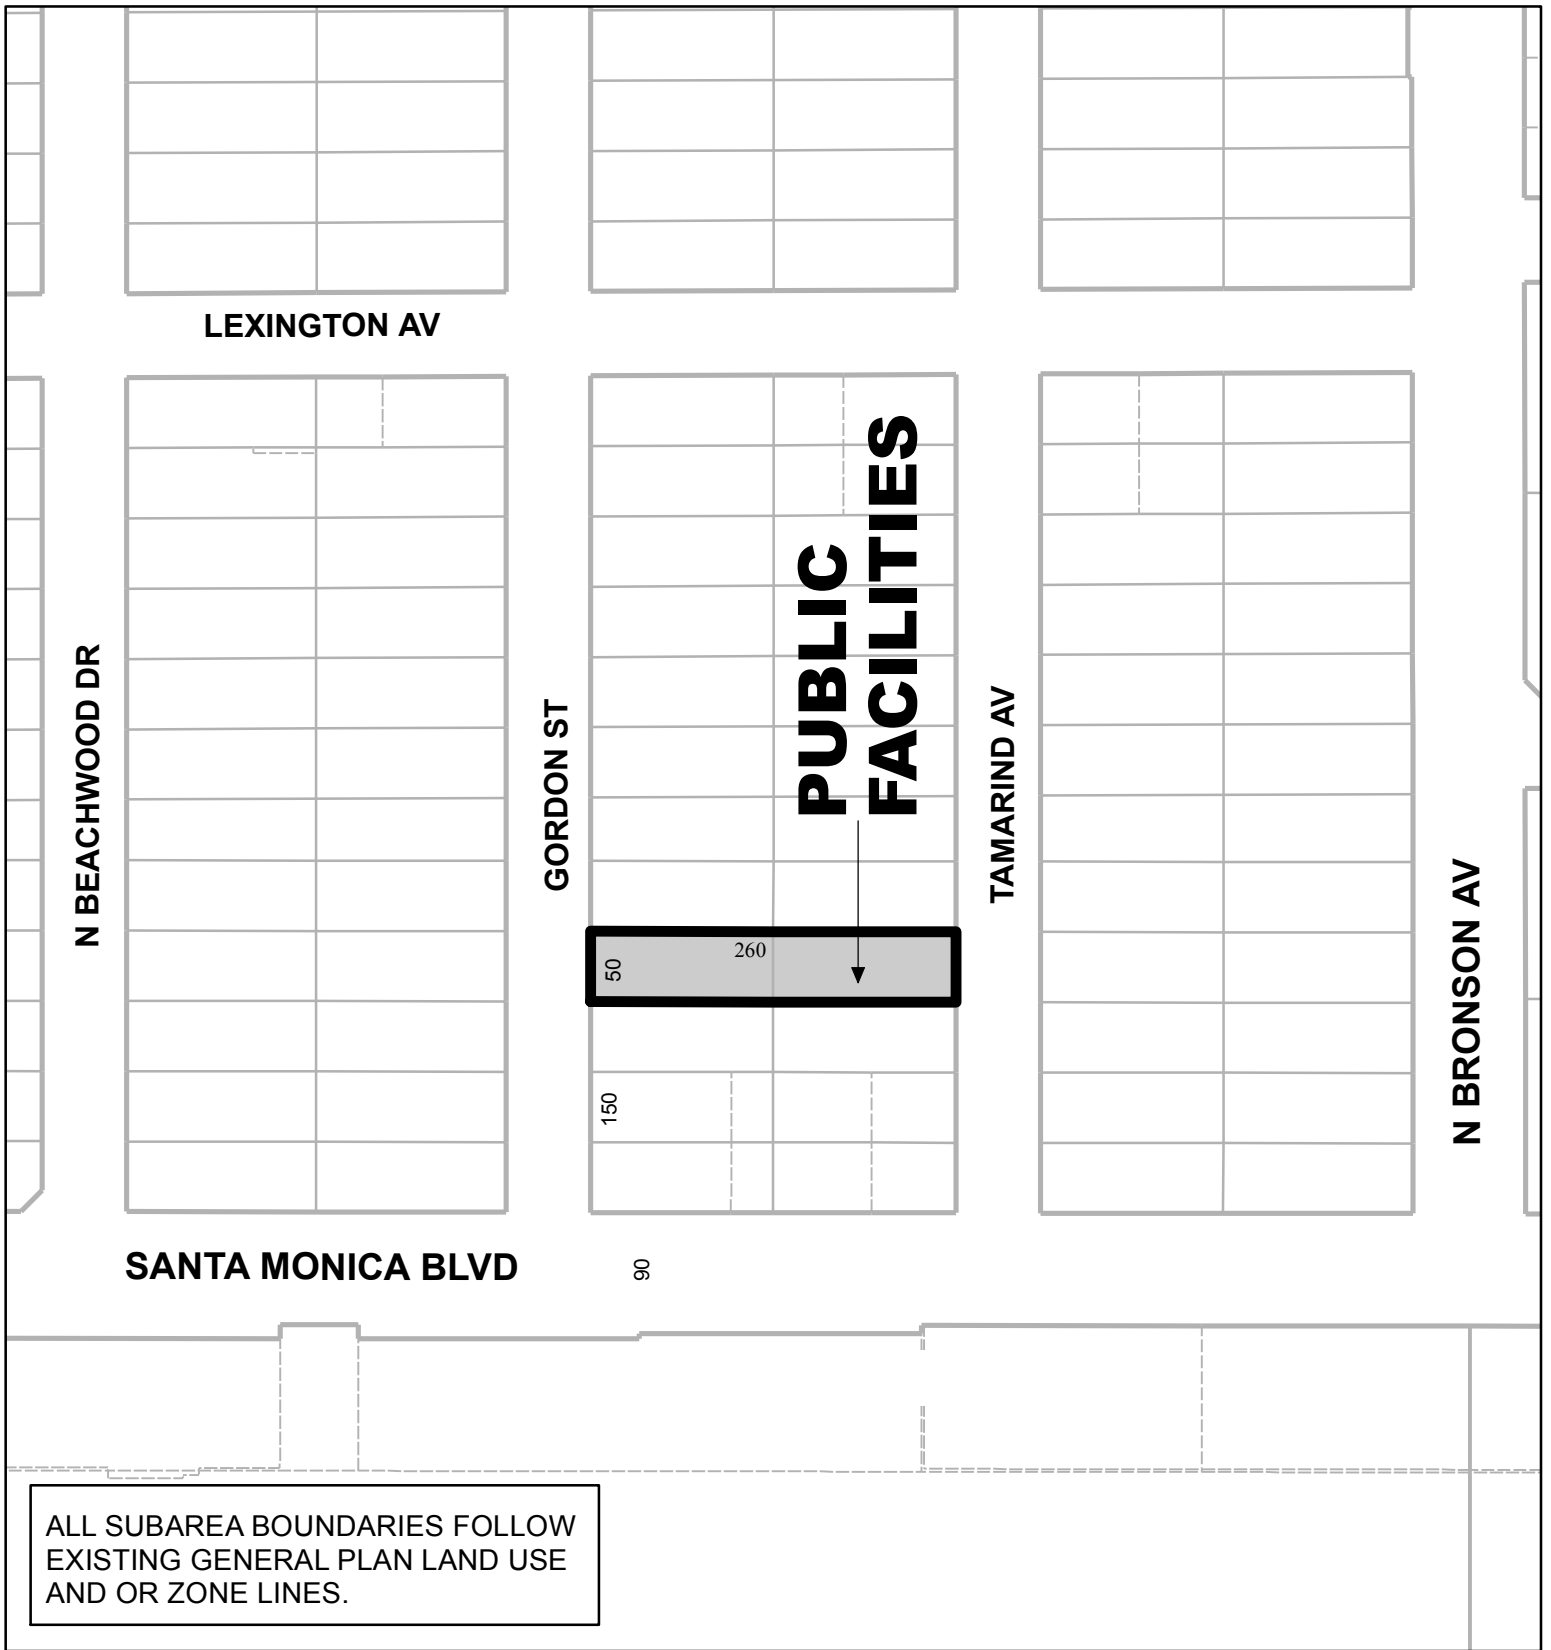 LEXINGTON AV
PUBLIC
FACILITIES
N BEACHWOOD DR
GORDON ST
TAMARIND AV
N BRONSON AV
260
50
150
SANTA MONICA BLVD
90
ALL SUBAREA BOUNDARIES FOLLOW
EXISTING GENERAL PLAN LAND USE
AND OR ZONE LINES.